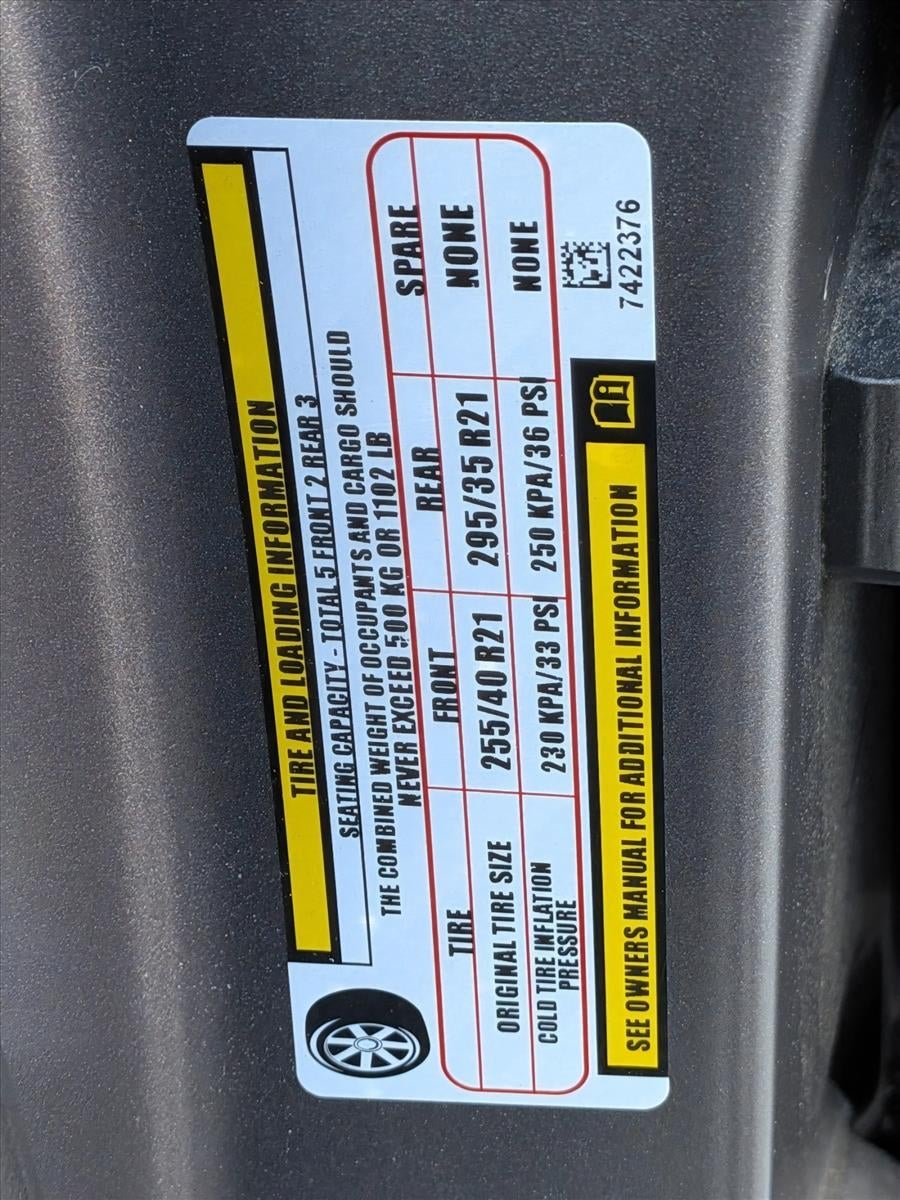 TIRE AND LOADING INFORMATION
SEATING CAPACITY - TOTAL 5 FRONT 2 REAR 3
THE COMBINED WEIGHT OF OCCUPANTS AND CARGO SHOULD
NEVER EXCEED 500 KG OR 1102 LB
TIRE FRONT REAR SPARE
ORIGINAL TIRE SIZE 255/40 R21 295/35 R21 NONE
COLD TIRE INFLATION
PRESSURE 230 KPA/33 PSI 250 KPA/36 PSI NONE
SEE OWNERS MANUAL FOR ADDITIONAL INFORMATION
7422376